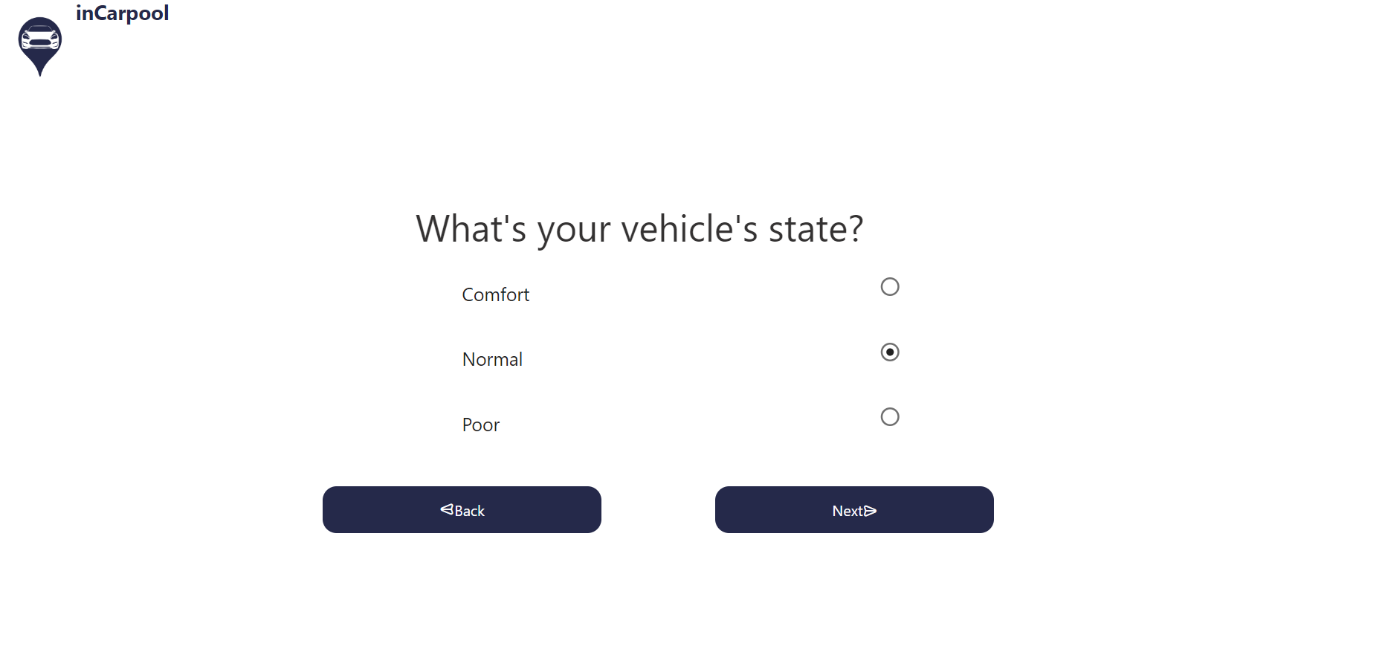 inCarpool
What's your vehicle's state?
Comfort
Normal
Poor
Back
Next